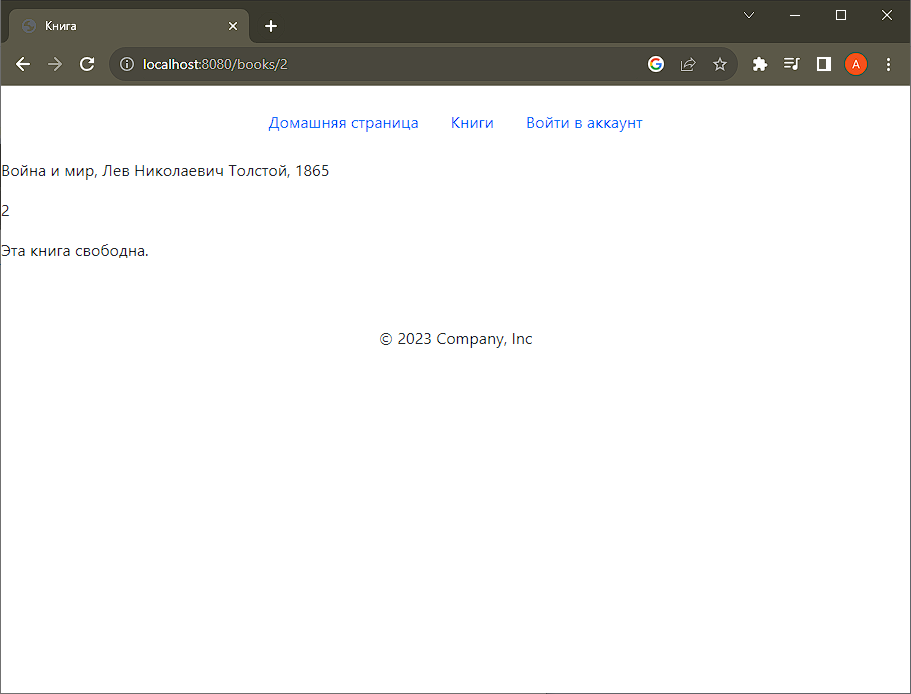 Книга
localhost:8080/books/2
A
Домашняя страница Книги Войти в аккаунт
Война и мир, Лев Николаевич Толстой, 1865
2
Эта книга свободна.
© 2023 Company, Inc